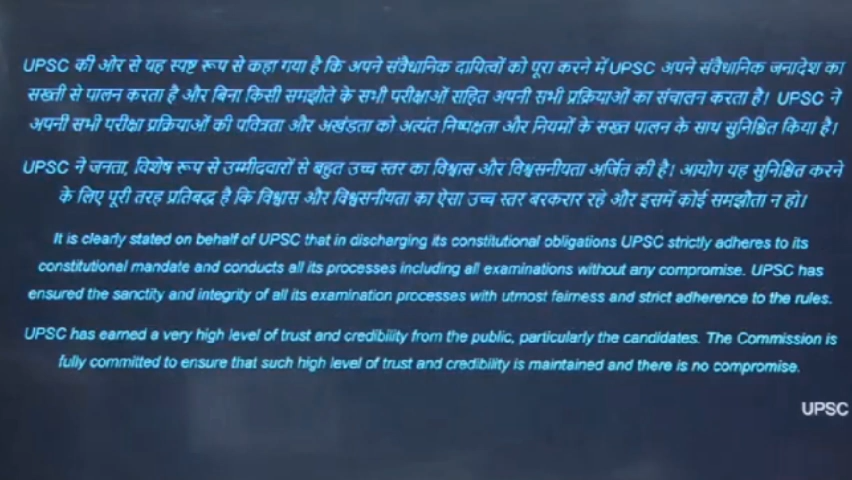 UPSC की ओर से यह स्पष्ट रूप से कहा गया है कि अपने संवैधानिक दायित्वों को पूरा करने में UPSC अपने संवैधानिक जनादेश का
सख्ती से पालन करता है और बिना किसी समझौते के सभी परीक्षाओं सहित अपनी सभी प्रक्रियाओं का संचालन करता है। UPSC ने
अपनी सभी परीक्षा प्रक्रियाओं की पवित्रता और अखंडता को अत्यंत निष्पक्षता और नियमों के सख्त पालन के साथ सुनिश्चित किया है।
UPSC ने जनता, विशेष रूप से उम्मीदवारों से बहुत उच्च स्तर का विश्वास और विश्वसनीयता अर्जित की है। आयोग यह सुनिश्चित करने
के लिए पूरी तरह प्रतिबद्ध है कि विश्वास और विश्वसनीयता का ऐसा उच्च स्तर बरकरार रहे और इसमें कोई समझौता न हो।
It is clearly stated on behalf of UPSC that in discharging its constitutional obligations UPSC strictly adheres to its
constitutional mandate and conducts all its processes including all examinations without any compromise. UPSC has
ensured the sanctity and integrity of all its examination processes with utmost fairness and strict adherence to the rules.
UPSC has earned a very high level of trust and credibility from the public, particularly the candidates. The Commission is
fully committed to ensure that such high level of trust and credibility is maintained and there is no compromise.
UPSC